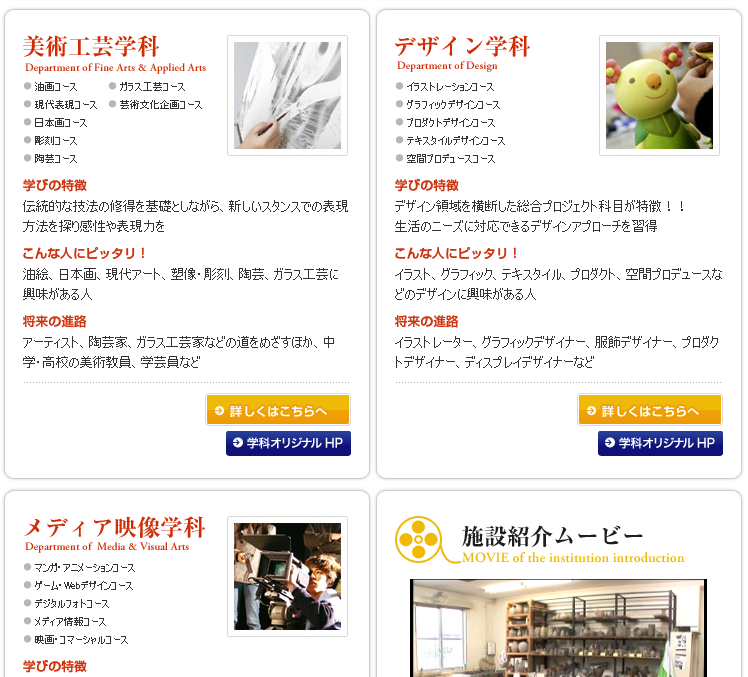 美術工芸学科
Department of Fine Arts & Applied Arts
油画コース
ガラス工芸コース
現代表現コース
芸術文化企画コース
日本画コース
彫刻コース
陶芸コース
学びの特徴
伝統的な技法の修得を基礎としながら、新しいスタンスでの表現
方法を探り感性や表現力を
こんな人にピッタリ！
油絵、日本画、現代アート、塑像・彫刻、陶芸、ガラス工芸に
興味がある人
将来の進路
アーティスト、陶芸家、ガラス工芸家などの道をめざすほか、中
学・高校の美術教員、学芸員など
詳しくはこちらへ
学科オリジナル HP
デザイン学科
Department of Design
イラストレーションコース
グラフィックデザインコース
プロダクトデザインコース
テキスタイルデザインコース
空間プロデュースコース
学びの特徴
デザイン領域を横断した総合プロジェクト科目が特徴！！
生活のニーズに対応できるデザインアプローチを習得
こんな人にピッタリ！
イラスト、グラフィック、テキスタイル、プロダクト、空間プロデュースな
どのデザインに興味がある人
将来の進路
イラストレーター、グラフィックデザイナー、服飾デザイナー、プロダク
トデザイナー、ディスプレイデザイナーなど
詳しくはこちらへ
学科オリジナル HP
メディア映像学科
Department of Media & Visual Arts
マンガ・アニメーションコース
ゲーム・Webデザインコース
デジタルフォトコース
メディア情報コース
映画・コマーシャルコース
学びの特徴
施設紹介ムービー
MOVIE of the institution introduction